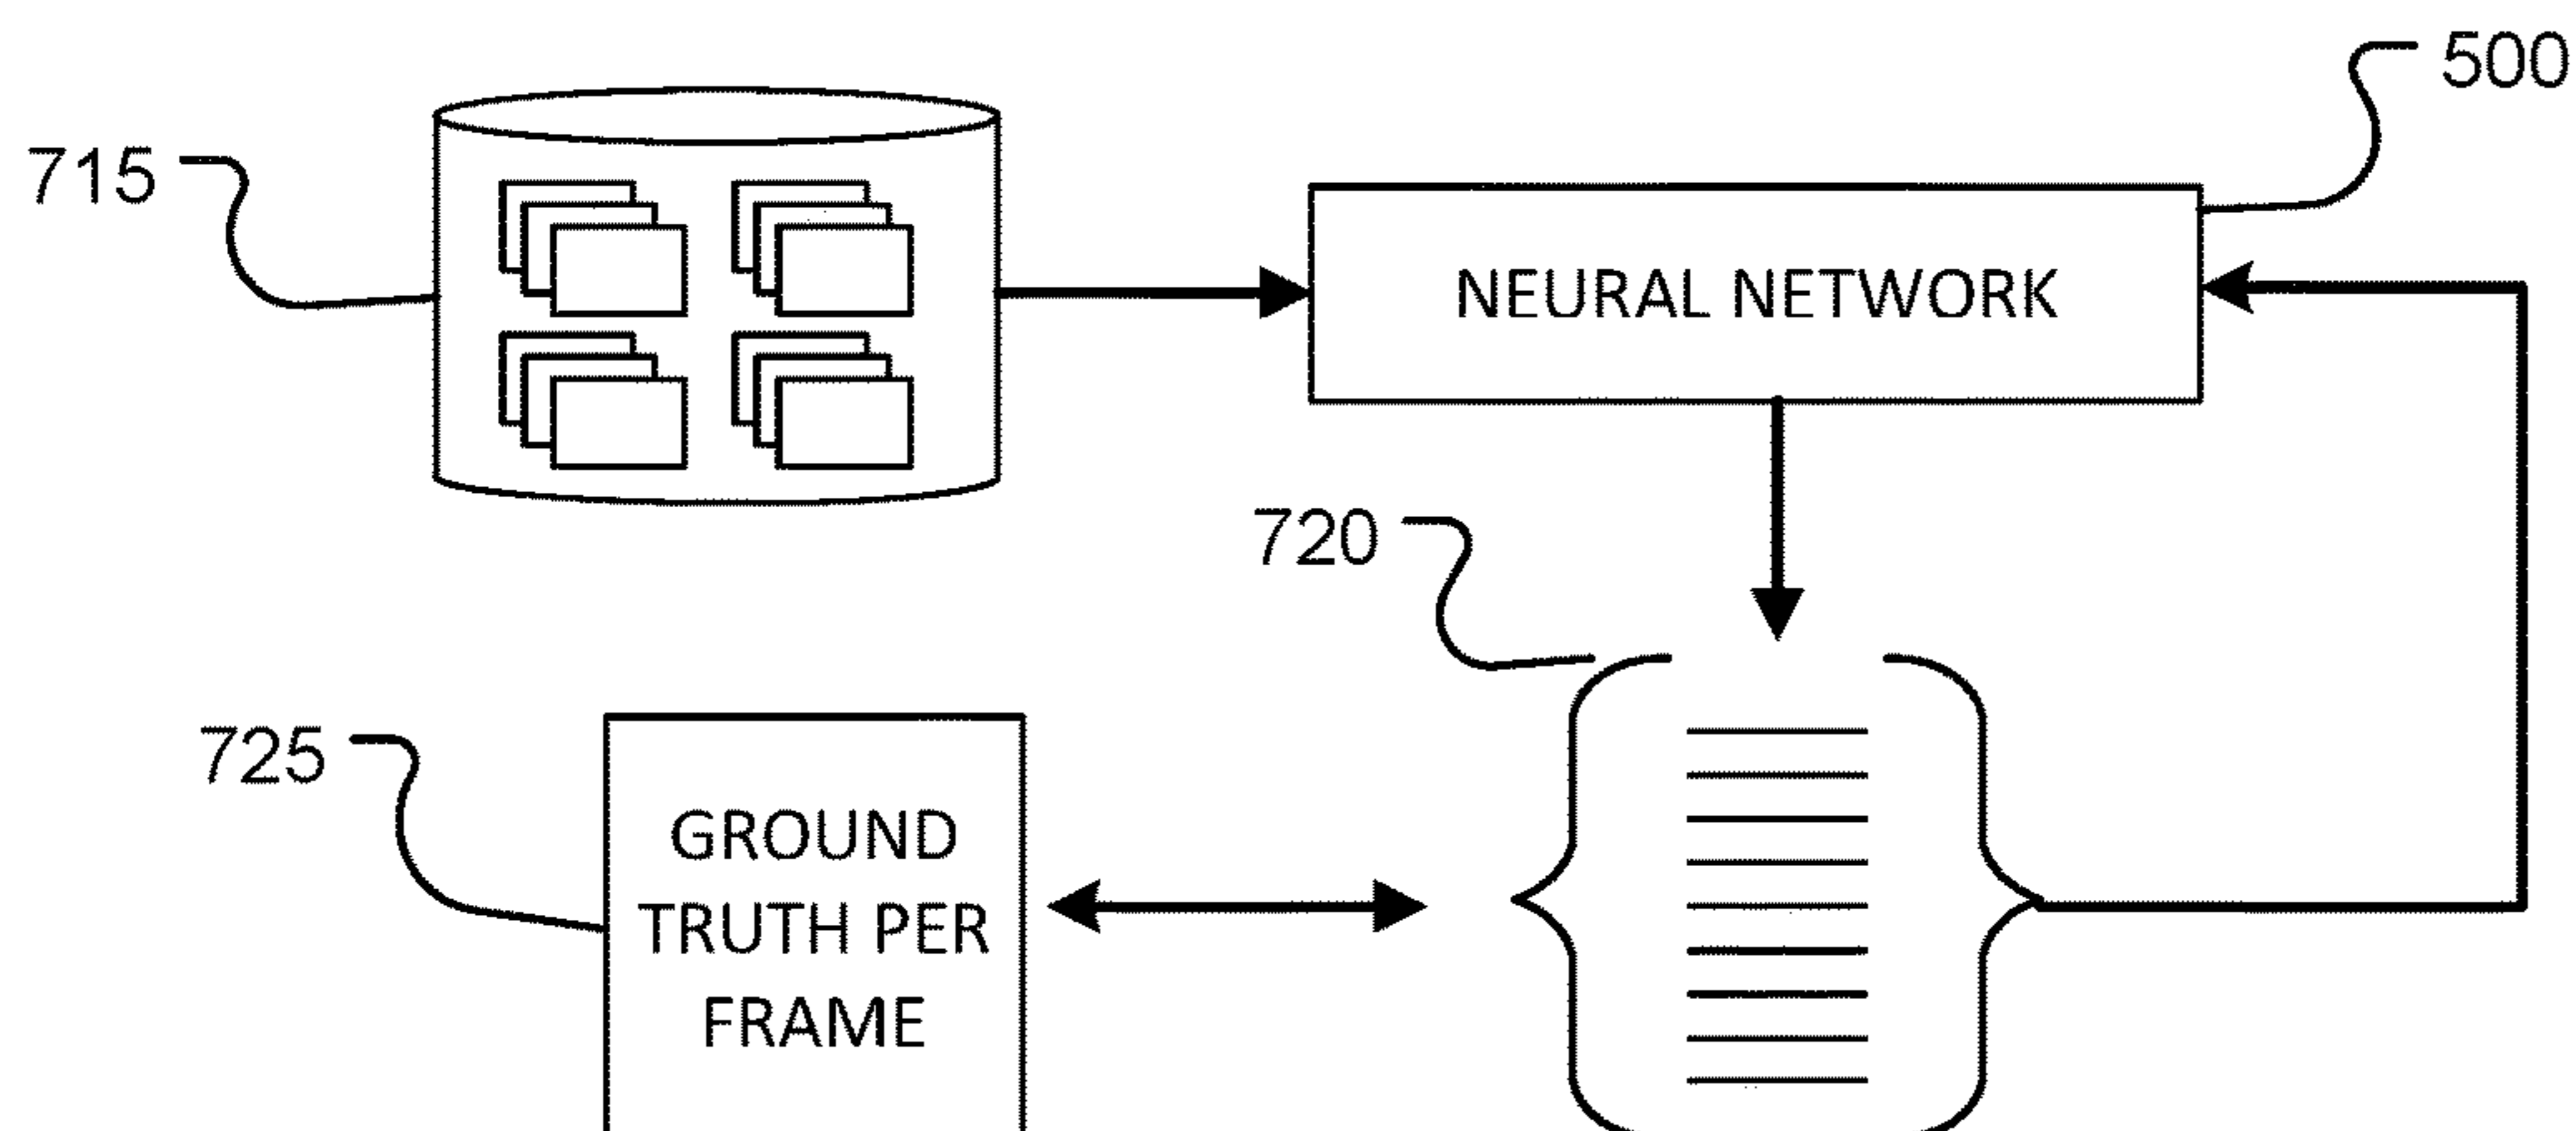 500
715
NEURAL NETWORK
720
725
GROUND
TRUTH PER
FRAME